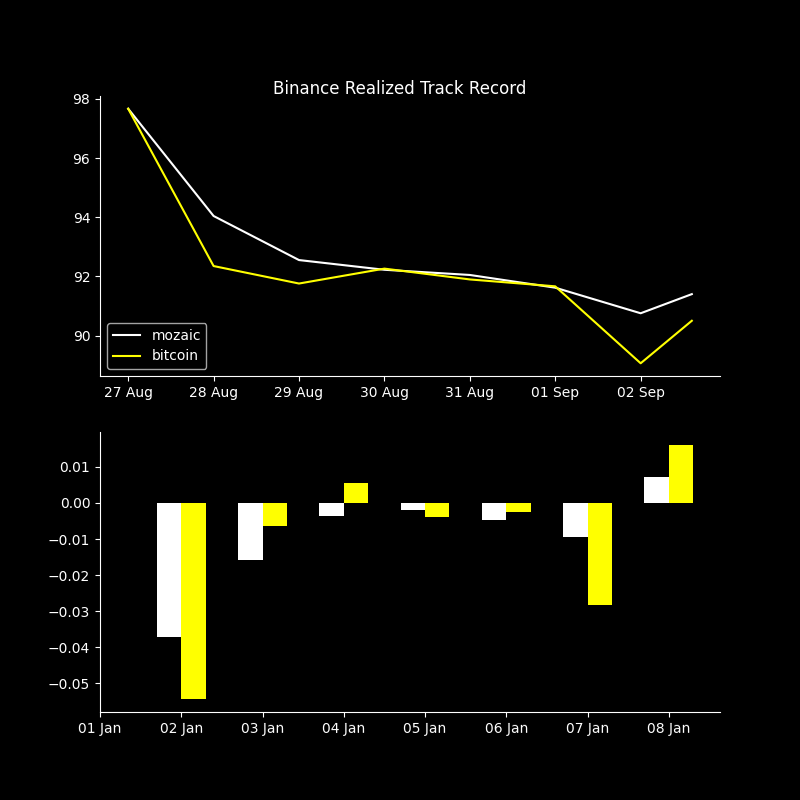 Binance Realized Track Record
98
96
94
92
90
mozaic
bitcoin
27 Aug 28 Aug 29 Aug 30 Aug 31 Aug 01 Sep 02 Sep
0.01
0.00
−0.01
−0.02
−0.03
−0.04
−0.05
01 Jan 02 Jan 03 Jan 04 Jan 05 Jan 06 Jan 07 Jan 08 Jan